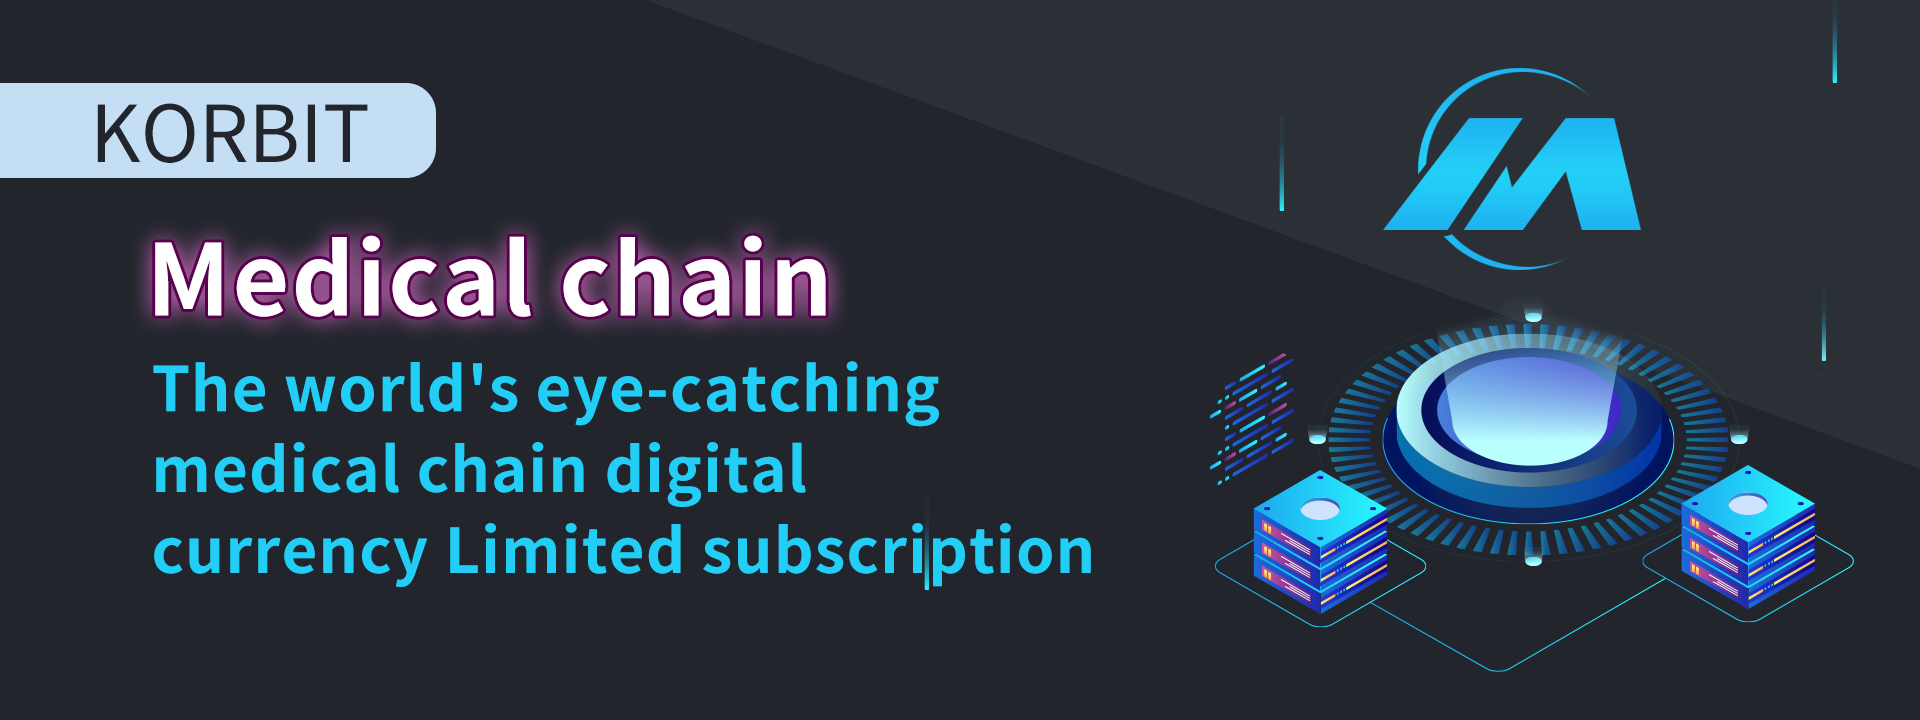 KORBIT
Medical chain
The world's eye-catching
medical chain digital
currency Limited subscription